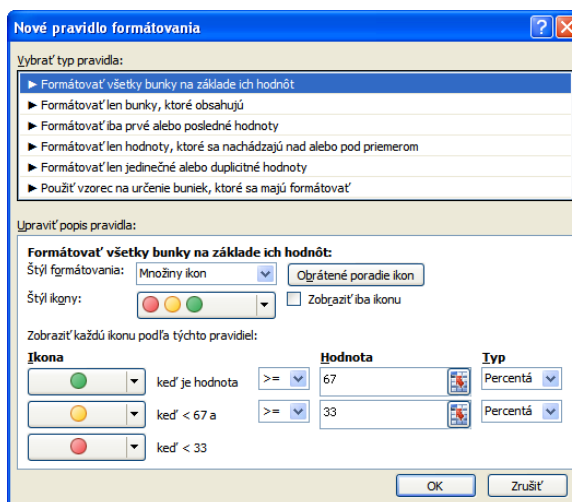 Nové pravidlo formátovania
Vybrať typ pravidla:
► Formátovať všetky bunky na základe ich hodnôt
► Formátovať len bunky, ktoré obsahujú
► Formátovať iba prvé alebo posledné hodnoty
► Formátovať len hodnoty, ktoré sa nachádzajú nad alebo pod priemerom
► Formátovať len jedinečné alebo duplicitné hodnoty
► Použiť vzorec na určenie buniek, ktoré sa majú formátovať
Upraviť popis pravidla:
Formátovať všetky bunky na základe ich hodnôt:
Štýl formátovania: Množiny ikon Obrátené poradie ikon
Štýl ikony: Zobraziť iba ikonu
Zobraziť každú ikonu podľa týchto pravidiel:
Ikona Hodnota Typ
keď je hodnota >= 67 Percentá
keď < 67 a >= 33 Percentá
keď < 33
OK Zrušiť